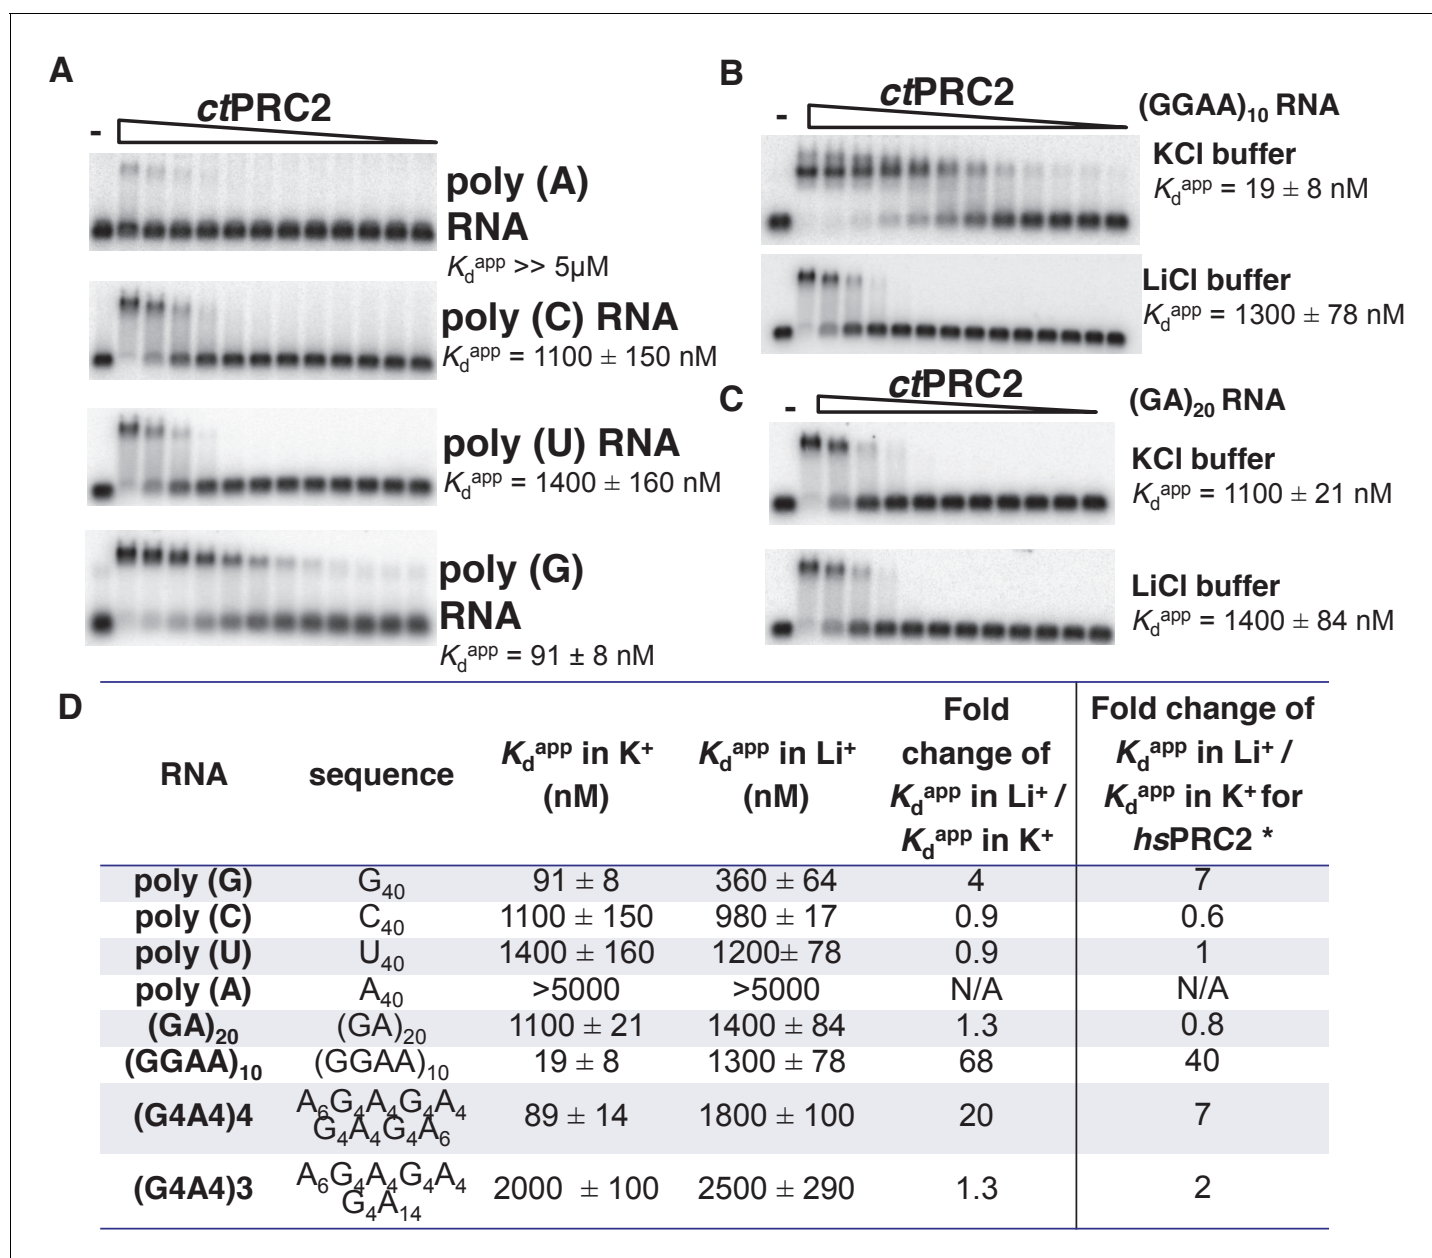 A
ctPRC2
-
poly (A)
RNA
Kdapp >> 5µM
poly (C) RNA
Kdapp = 1100 ± 150 nM
poly (U) RNA
Kdapp = 1400 ± 160 nM
poly (G)
RNA
Kdapp = 91 ± 8 nM
B
ctPRC2
-
(GGAA)10 RNA
KCl buffer
Kdapp = 19 ± 8 nM
LiCl buffer
Kdapp = 1300 ± 78 nM
C
ctPRC2
-
(GA)20 RNA
KCl buffer
Kdapp = 1100 ± 21 nM
LiCl buffer
Kdapp = 1400 ± 84 nM
D
RNA
sequence
Kdapp in K+
(nM)
Kdapp in Li+
(nM)
Fold
change of
Kdapp in Li+ /
Kdapp in K+
Fold change of
Kdapp in Li+ /
Kdapp in K+ for
hsPRC2 *
poly (G) G40 91 ± 8 360 ± 64 4 7
poly (C) C40 1100 ± 150 980 ± 17 0.9 0.6
poly (U) U40 1400 ± 160 1200± 78 0.9 1
poly (A) A40 >5000 >5000 N/A N/A
(GA)20 (GA)20 1100 ± 21 1400 ± 84 1.3 0.8
(GGAA)10 (GGAA)10 19 ± 8 1300 ± 78 68 40
(G4A4)4 A6G4A4G4A4 89 ± 14 1800 ± 100 20 7
G4A4G4A6
(G4A4)3 A6G4A4G4A4 2000 ± 100 2500 ± 290 1.3 2
G4A14